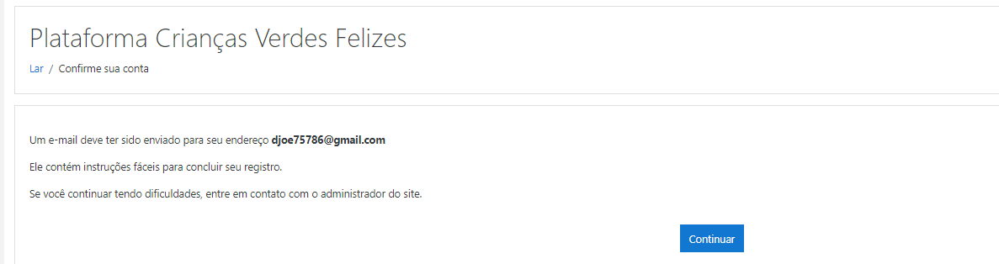 Plataforma Crianças Verdes Felizes
Lar / Confirme sua conta
Um e-mail deve ter sido enviado para seu endereço djoe75786@gmail.com
Ele contém instruções fáceis para concluir seu registro.
Se você continuar tendo dificuldades, entre em contato com o administrador do site.
Continuar